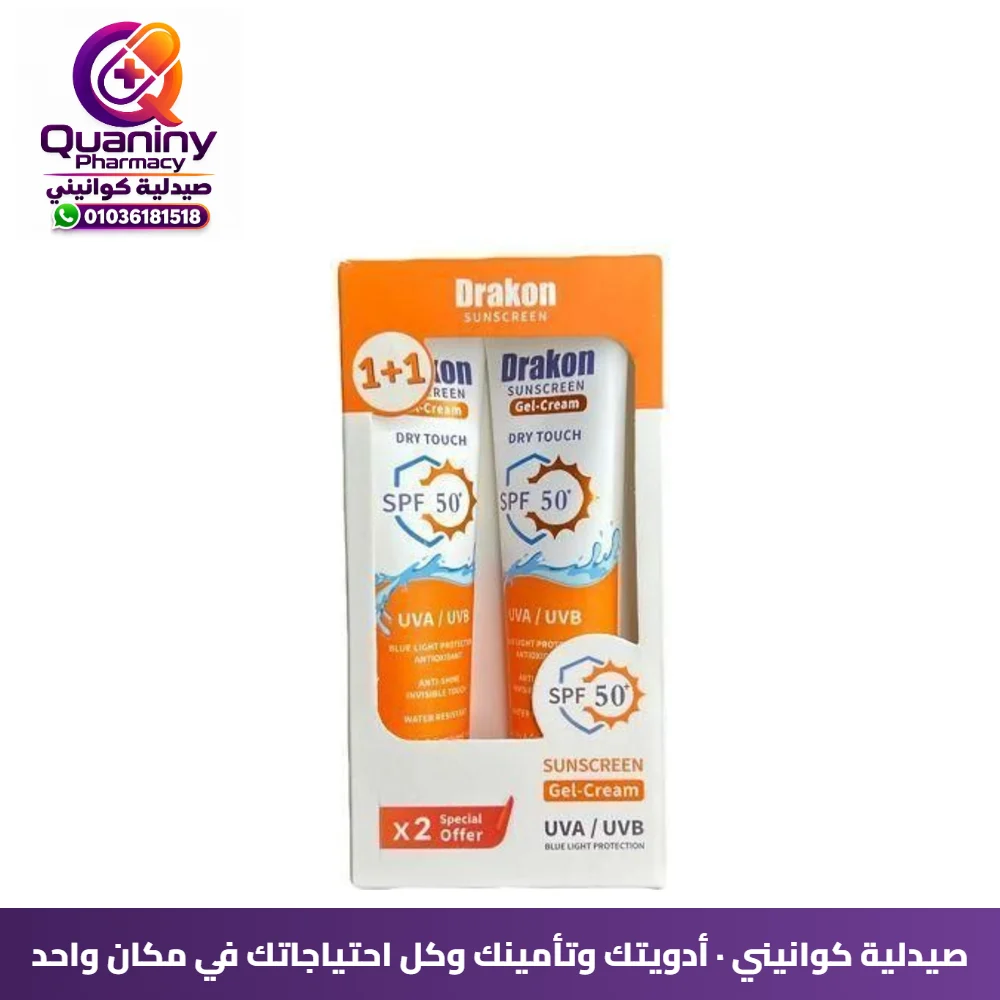 Quaniny
Pharmacy
صيدلية كوانيني
01036181518
Drakon
SUNSCREEN
1+1
Drakon
SUNSCREEN
Gel-Cream
DRY TOUCH
DRY TOUCH
SPF 50+
SPF 50+
UVA / UVB
UVA / UVB
BLUE LIGHT PROTECTION
ANTIOXIDANT
ANTI-SHINE
INVISIBLE TOUCH
WATER RESISTANT
SPF 50+
SUNSCREEN
Gel-Cream
x2 Special
Offer
UVA / UVB
BLUE LIGHT PROTECTION
صيدلية كوانيني · أدويتك وتأمينك وكل احتياجاتك في مكان واحد